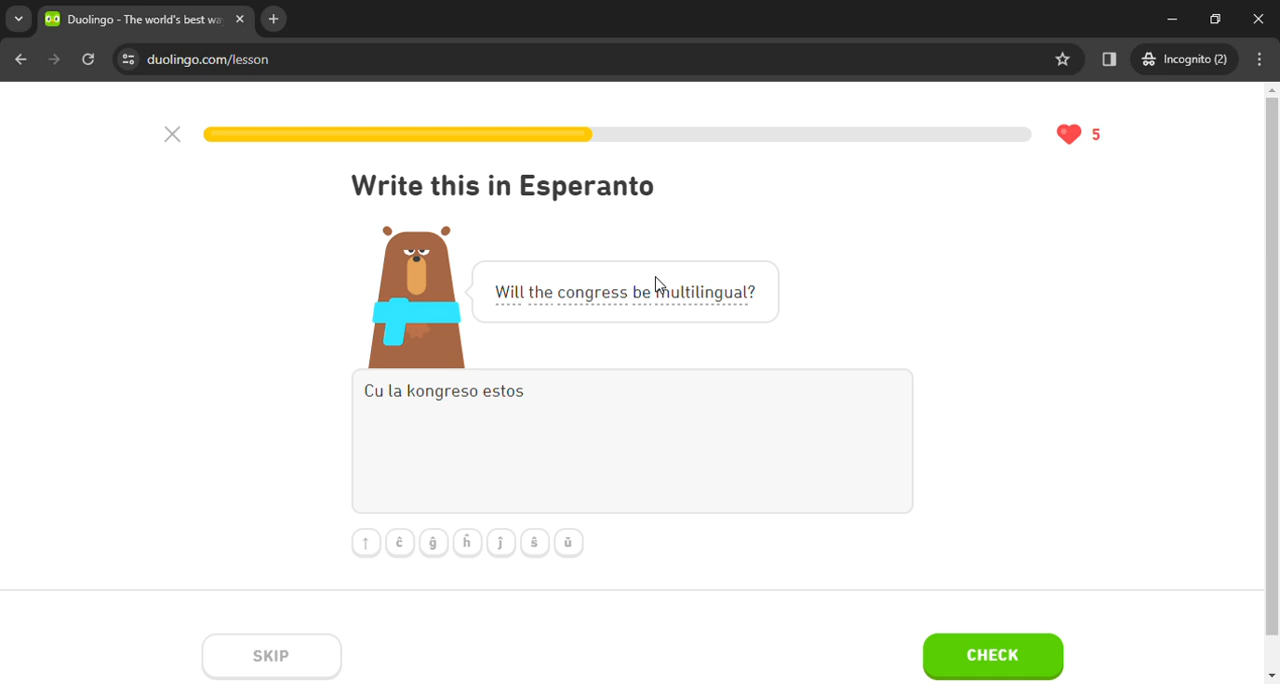 Duolingo - The world's best wa
duolingo.com/lesson
Incognito (2)
5
Write this in Esperanto
Will the congress be multilingual?
Cu la kongreso estos
↑ ĉ ĝ ĥ ĵ ŝ ŭ
SKIP
CHECK